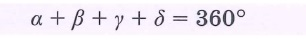 α + β + γ + δ = 360°